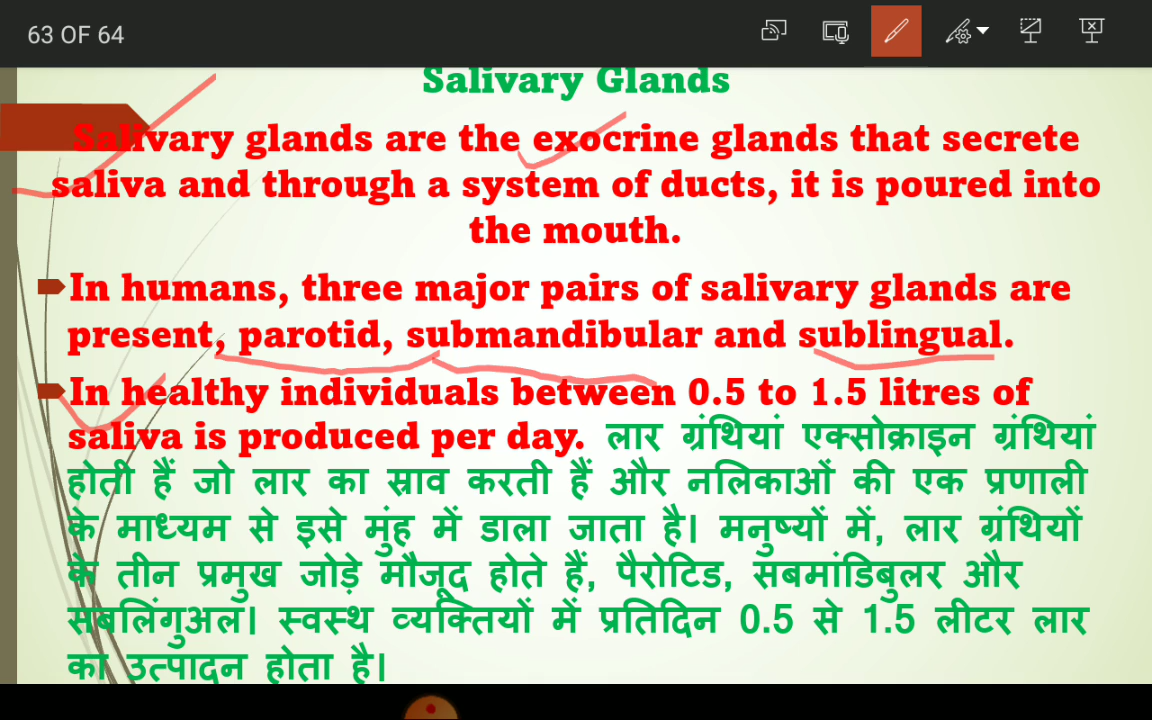 63 OF 64
Salivary Glands
Salivary glands are the exocrine glands that secrete
saliva and through a system of ducts, it is poured into
the mouth.
In humans, three major pairs of salivary glands are
present, parotid, submandibular and sublingual.
In healthy individuals between 0.5 to 1.5 litres of
saliva is produced per day. लार ग्रंथियां एक्सोक्राइन ग्रंथियां
होती हैं जो लार का स्राव करती हैं और नलिकाओं की एक प्रणाली
के माध्यम से इसे मुंह में डाला जाता है। मनुष्यों में, लार ग्रंथियों
के तीन प्रमुख जोड़े मौजूद होते हैं, पैरोटिड, सबमांडिबुलर और
सबलिंगुअल। स्वस्थ व्यक्तियों में प्रतिदिन 0.5 से 1.5 लीटर लार
का उत्पादन होता है।